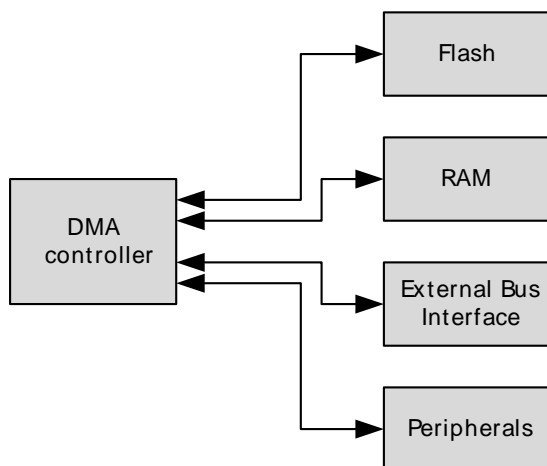 Flash
RAM
DMA
controller
External Bus
Interface
Peripherals